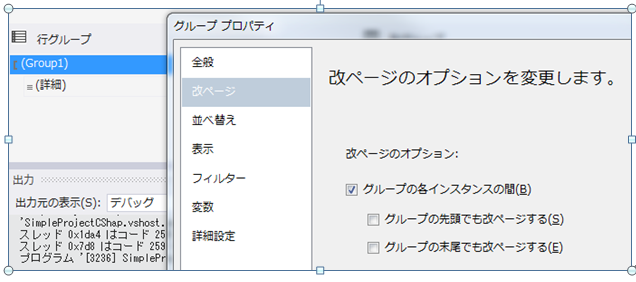 行グループ
(Group1)
(詳細)
出力
出力元の表示(S): デバッグ
'SimpleProjectCShap.vshost.
スレッド 0x1da4 はコード 25
スレッド 0x7d8 はコード 259
プログラム '[3236] SimplePr
グループ プロパティ
全般
改ページ
並べ替え
表示
フィルター
変数
詳細設定
改ページのオプションを変更します。
改ページのオプション:
グループの各インスタンスの間(B)
グループの先頭でも改ページする(S)
グループの末尾でも改ページする(E)